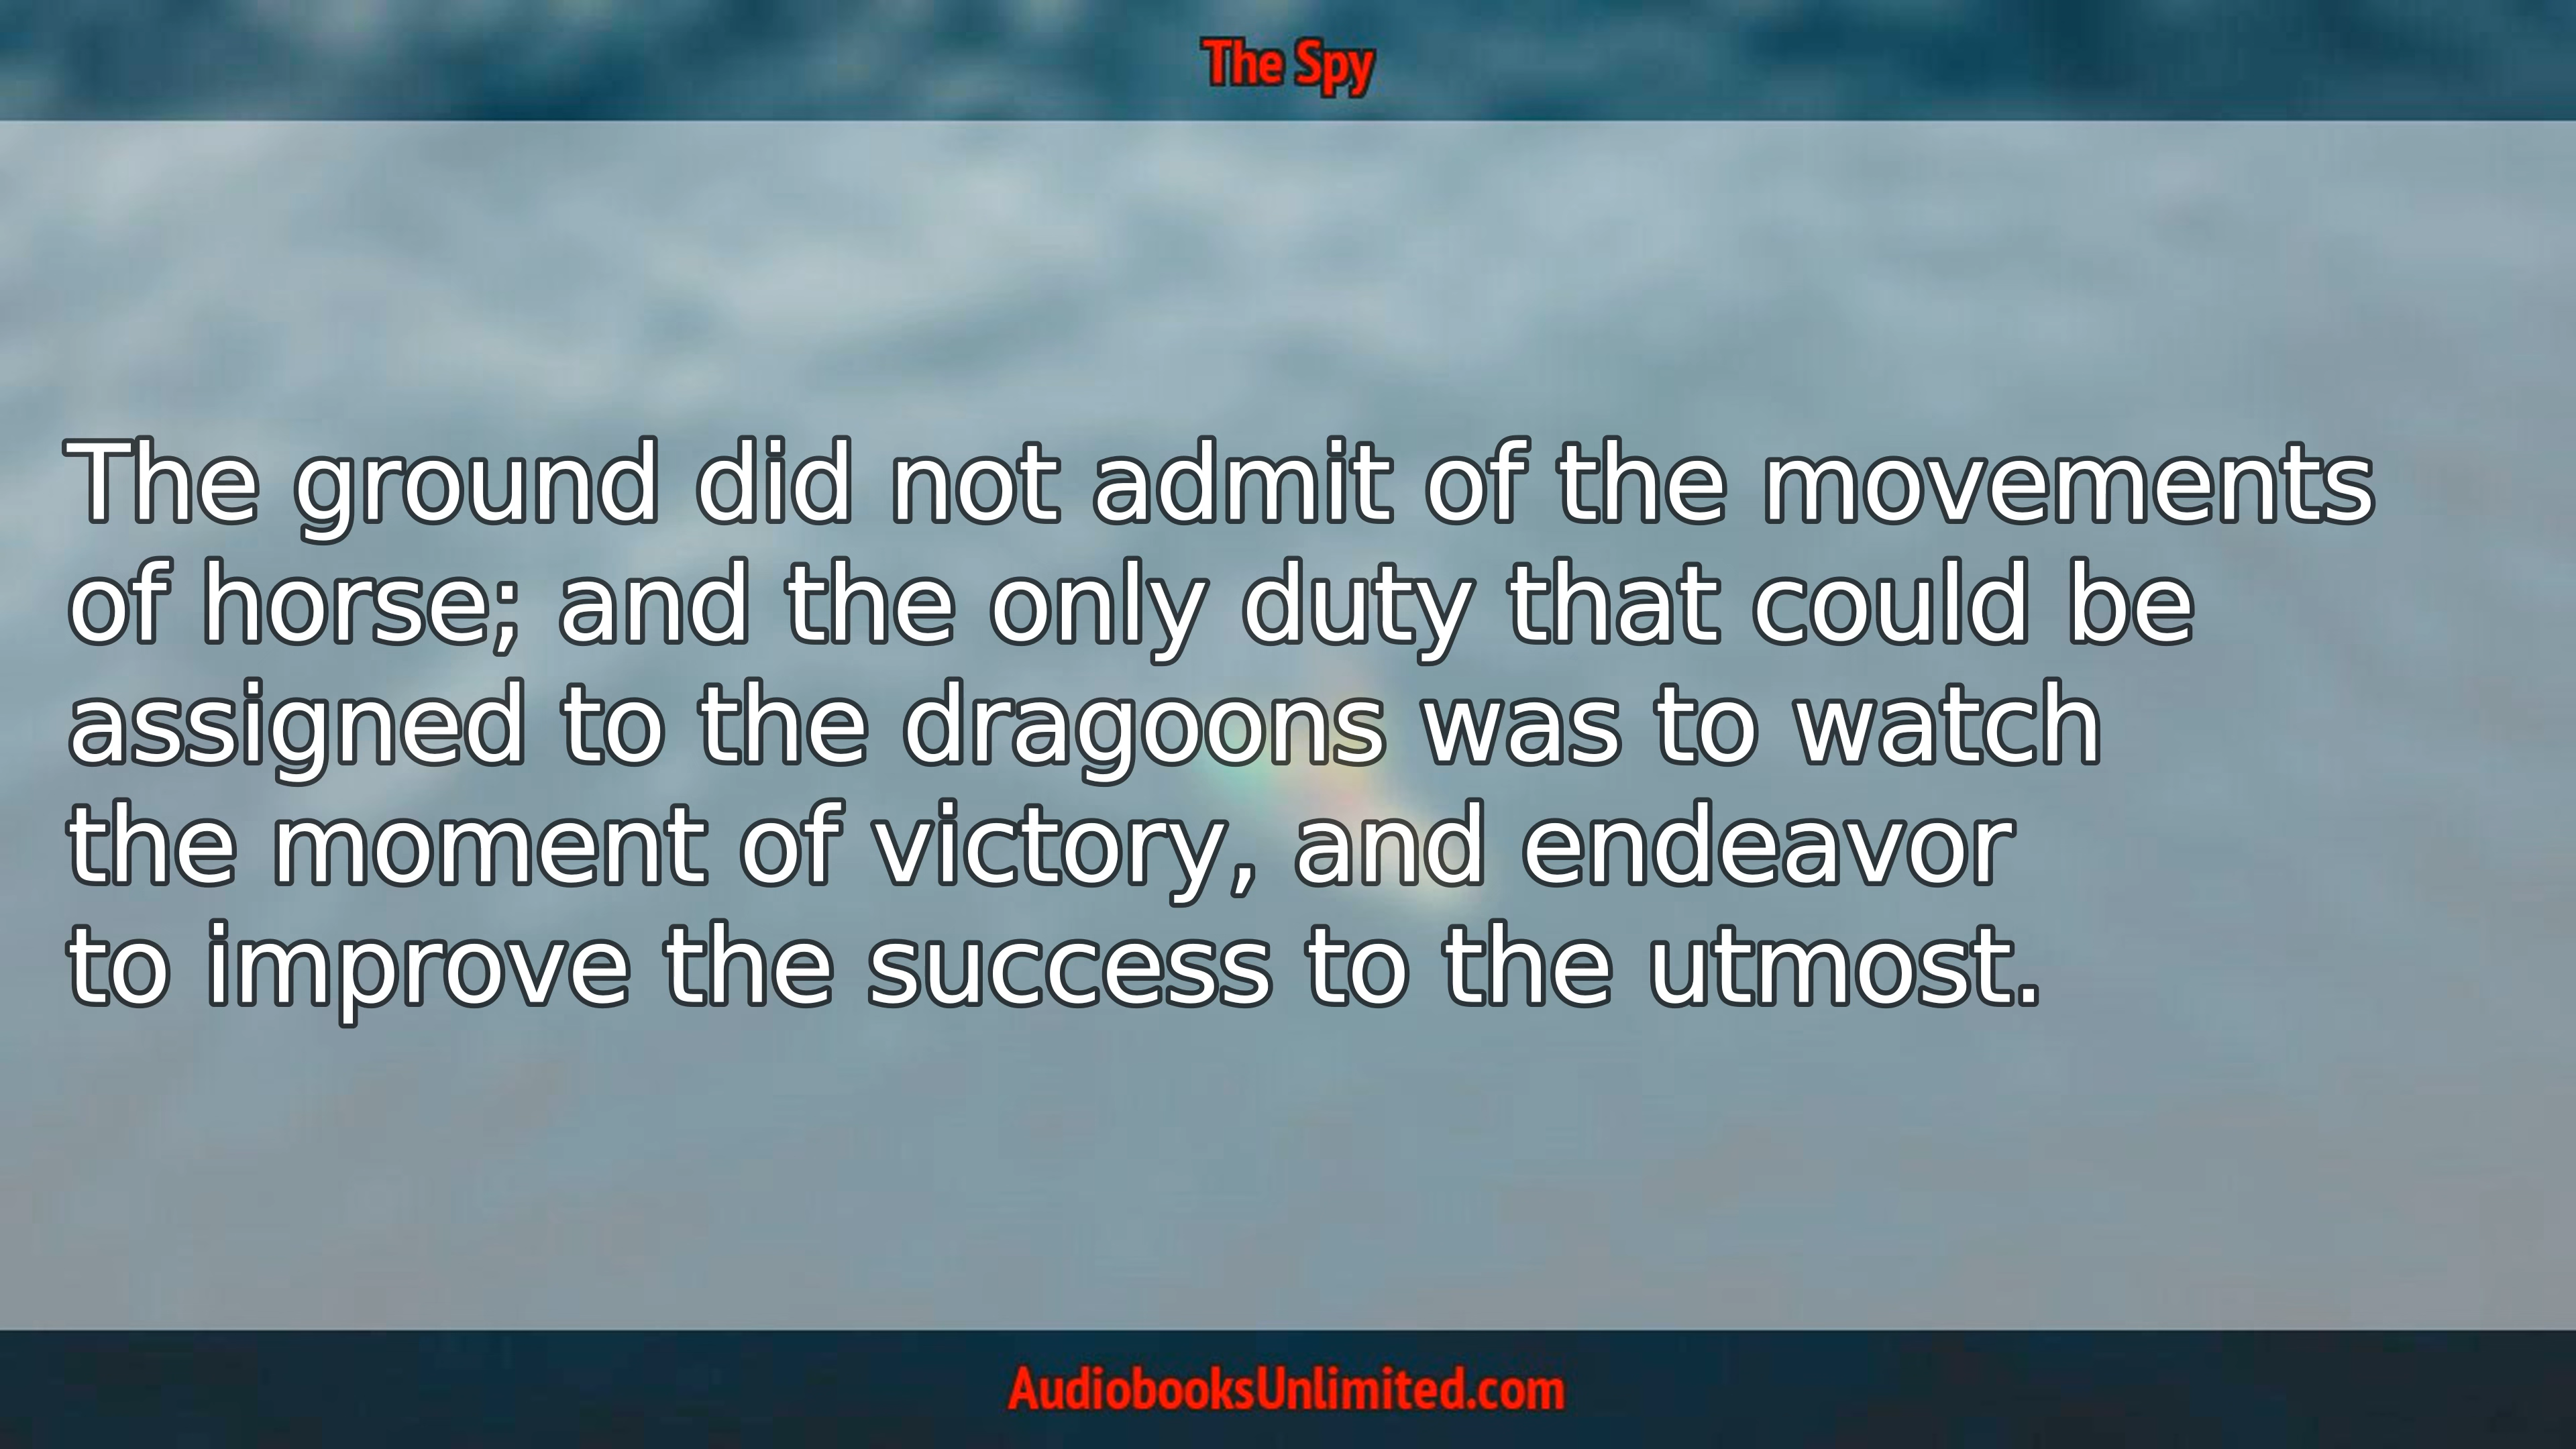 The Spy
The ground did not admit of the movements
of horse; and the only duty that could be
assigned to the dragoons was to watch
the moment of victory, and endeavor
to improve the success to the utmost.
AudiobooksUnlimited.com